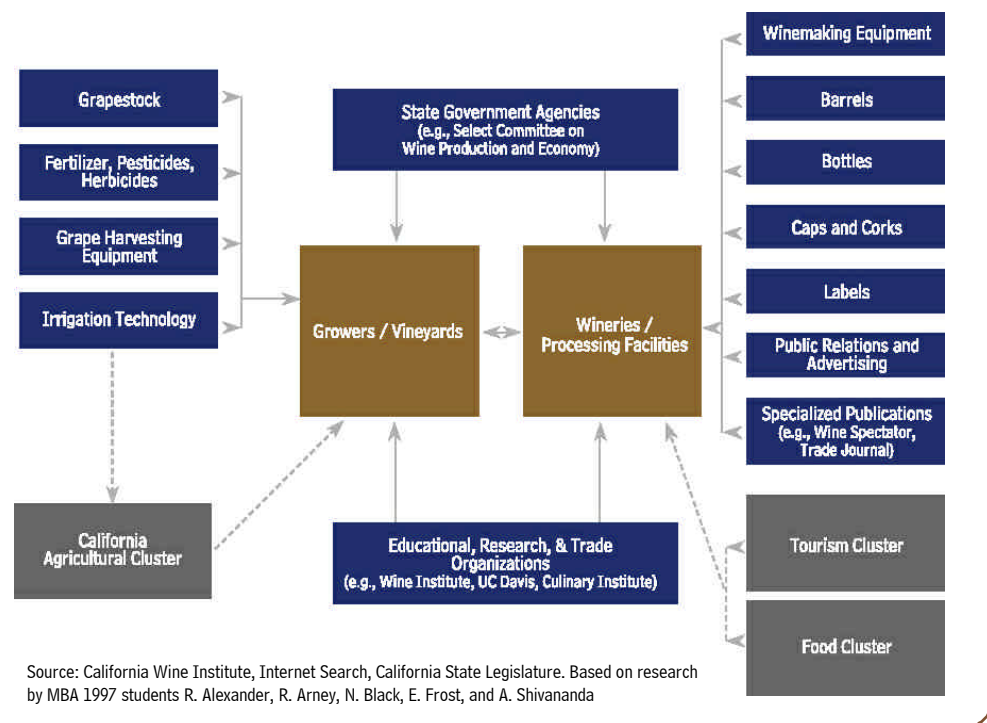 Grapestock
Fertilizer, Pesticides,
Herbicides
Grape Harvesting
Equipment
Irrigation Technology
California
Agricultural Cluster
State Government Agencies
(e.g., Select Committee on
Wine Production and Economy)
Growers / Vineyards
Wineries /
Processing Facilities
Educational, Research, & Trade
Organizations
(e.g., Wine Institute, UC Davis, Culinary Institute)
Winemaking Equipment
Barrels
Bottles
Caps and Corks
Labels
Public Relations and
Advertising
Specialized Publications
(e.g., Wine Spectator,
Trade Journal)
Tourism Cluster
Food Cluster
Source: California Wine Institute, Internet Search, California State Legislature. Based on research
by MBA 1997 students R. Alexander, R. Arney, N. Black, E. Frost, and A. Shivananda